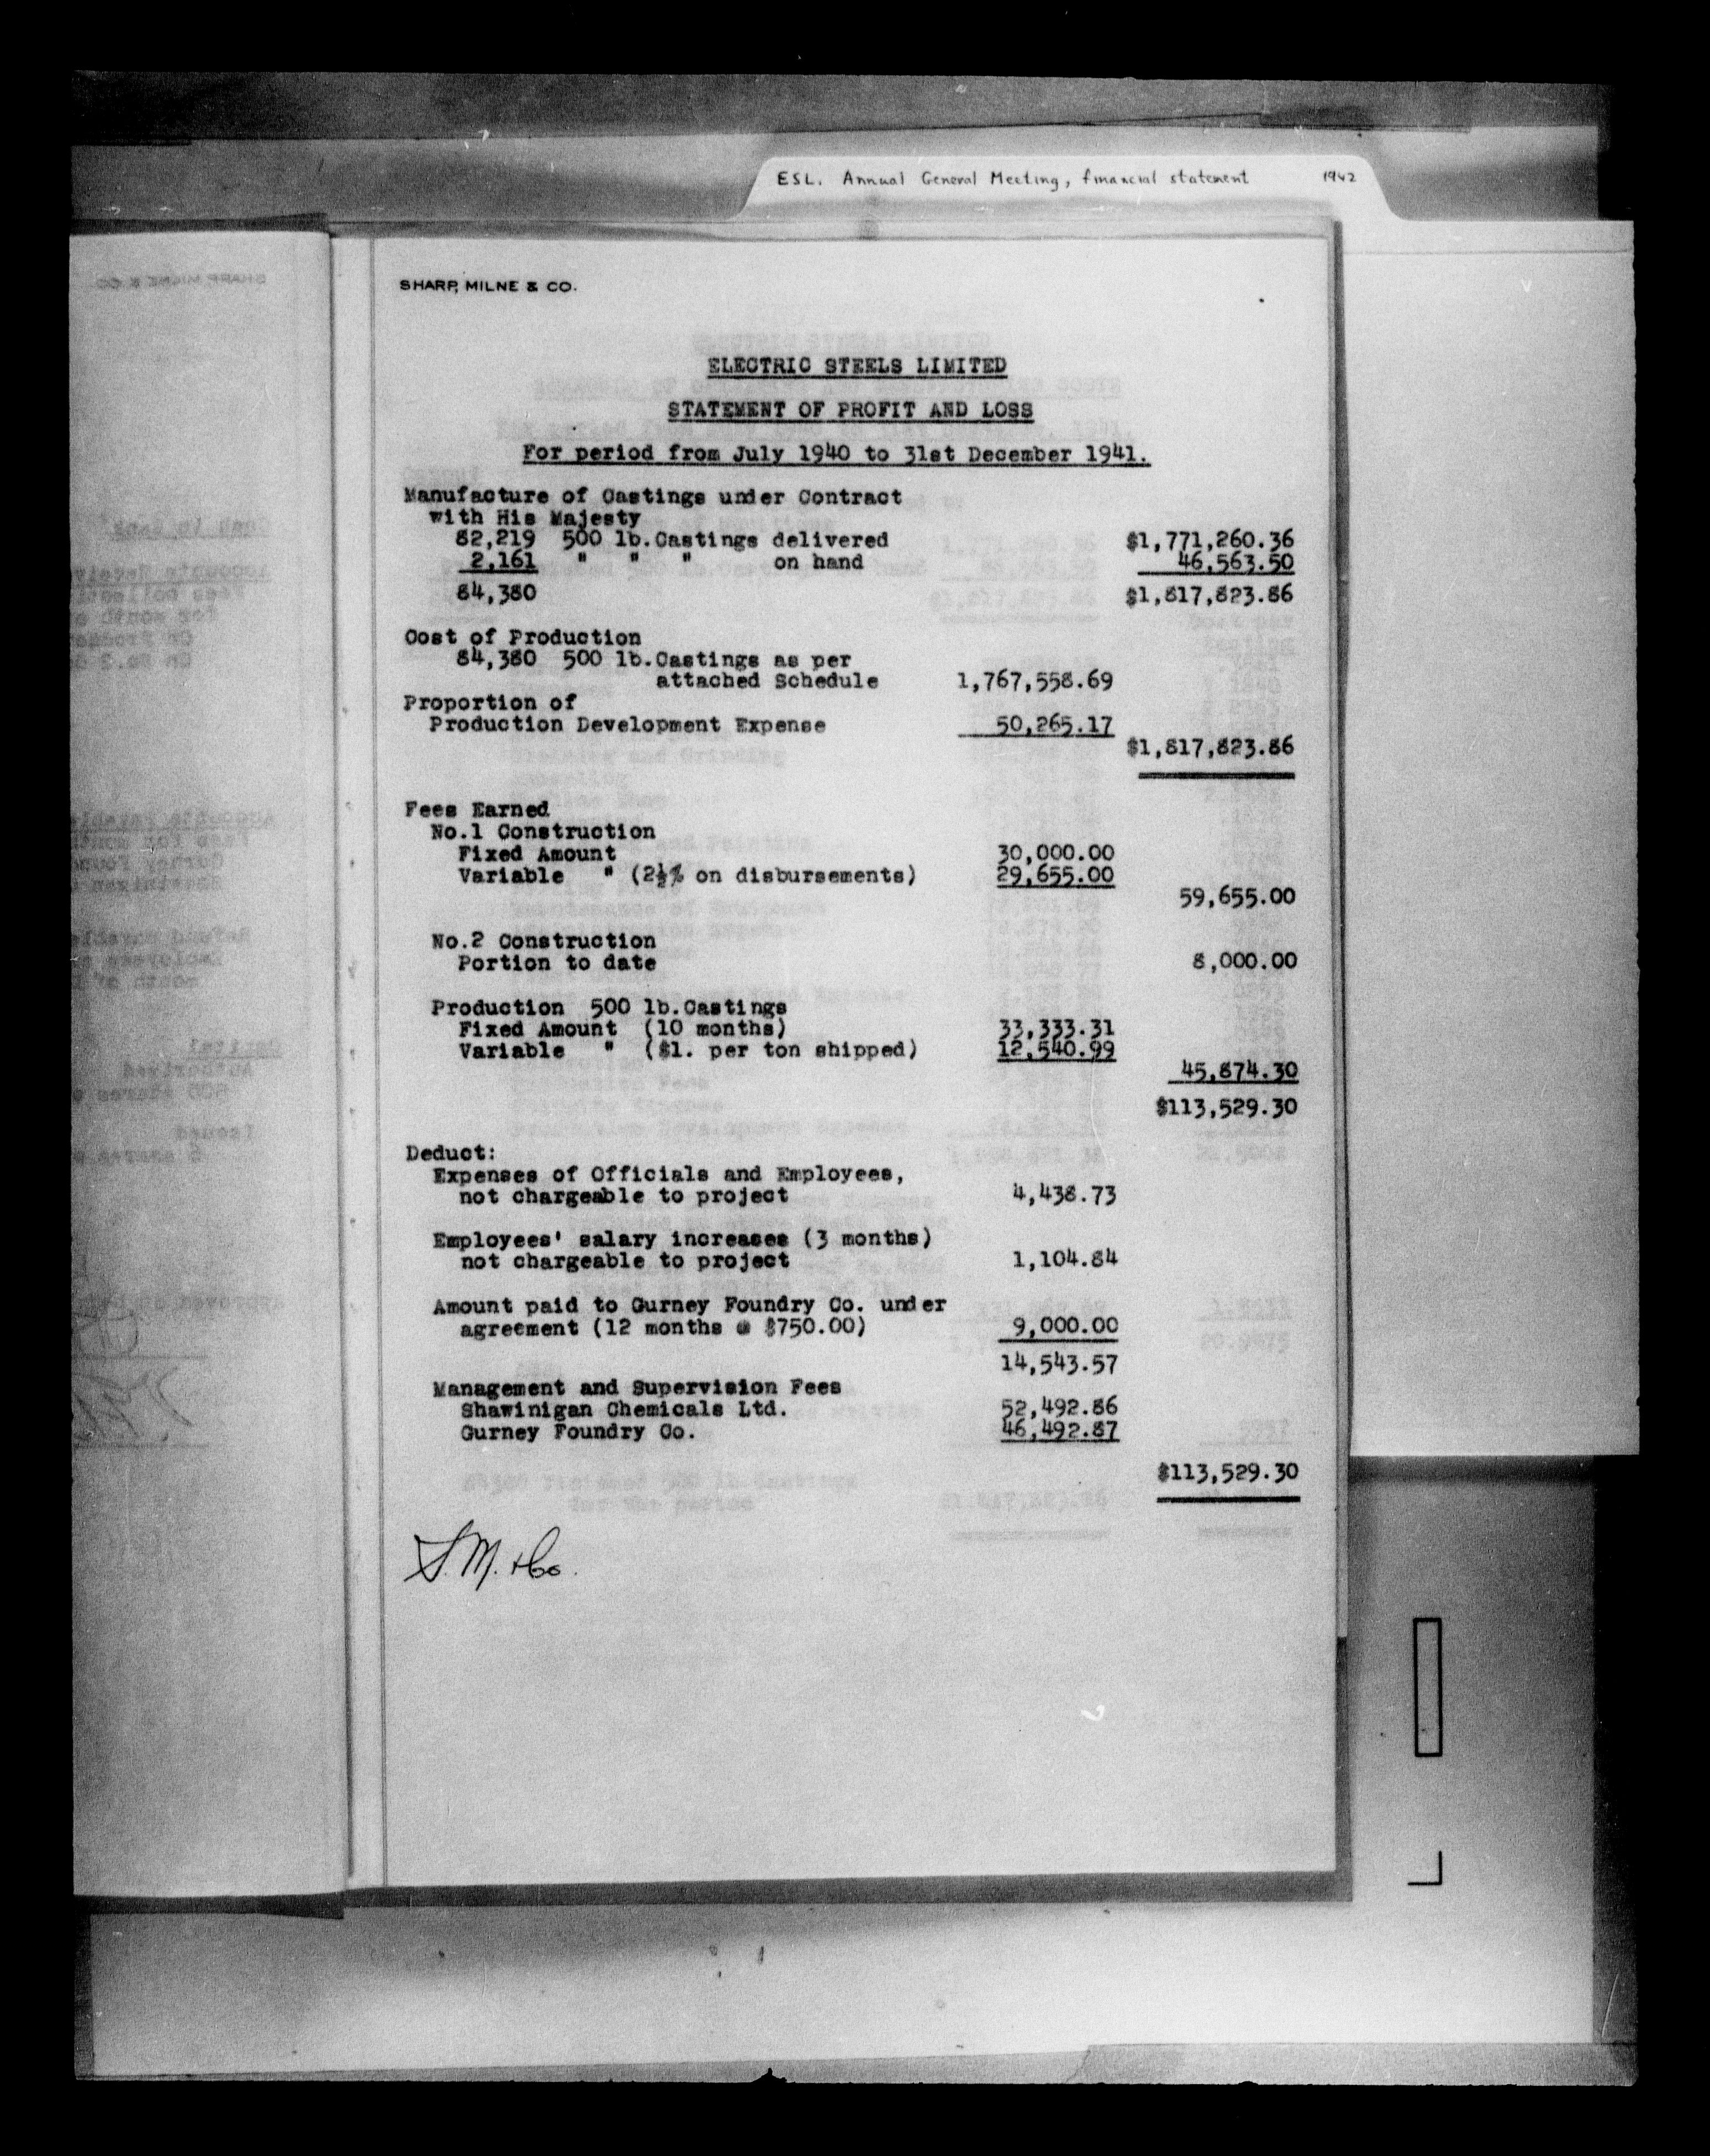 ESL. Annual General Meeting, financial statement 1942
SHARP, MILNE & CO.
ELECTRIC STEELS LIMITED
STATEMENT OF PROFIT AND LOSS
For period from July 1940 to 31st December 1941.
Manufacture of Castings under Contract
with His Majesty
82,219 500 lb.Castings delivered $1,771,260.36
2,161 " " " on hand 46,563.50
84,380 $1,817,823.86
Cost of Production
84,380 500 lb.Castings as per
attached Schedule 1,767,558.69
Proportion of
Production Development Expense 50,265.17
$1,817,823.86
Fees Earned
No.1 Construction
Fixed Amount 30,000.00
Variable " (2½% on disbursements) 29,655.00
59,655.00
No.2 Construction
Portion to date 8,000.00
Production 500 lb.Castings
Fixed Amount (10 months) 33,333.31
Variable " ($1. per ton shipped) 12,540.99
45,874.30
$113,529.30
Deduct:
Expenses of Officials and Employees,
not chargeable to project 4,438.73
Employees' salary increases (3 months)
not chargeable to project 1,104.84
Amount paid to Gurney Foundry Co. under
agreement (12 months @ $750.00) 9,000.00
14,543.57
Management and Supervision Fees
Shawinigan Chemicals Ltd. 52,492.86
Gurney Foundry Co. 46,492.87
$113,529.30
S.M. & Co.